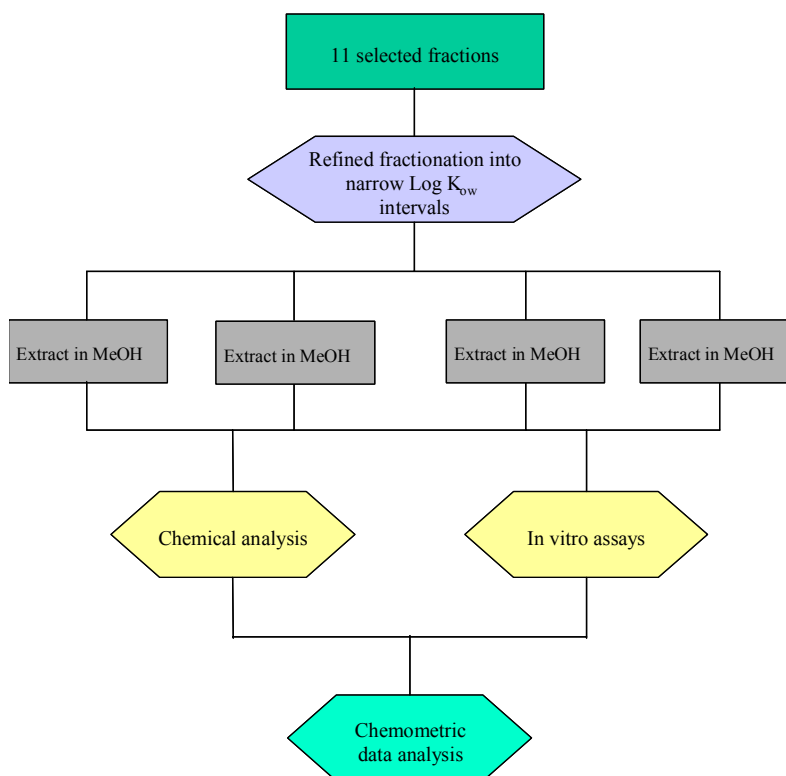 11 selected fractions
Refined fractionation into
narrow Log Kow
intervals
Extract in MeOH
Extract in MeOH
Extract in MeOH
Extract in MeOH
Chemical analysis
In vitro assays
Chemometric
data analysis